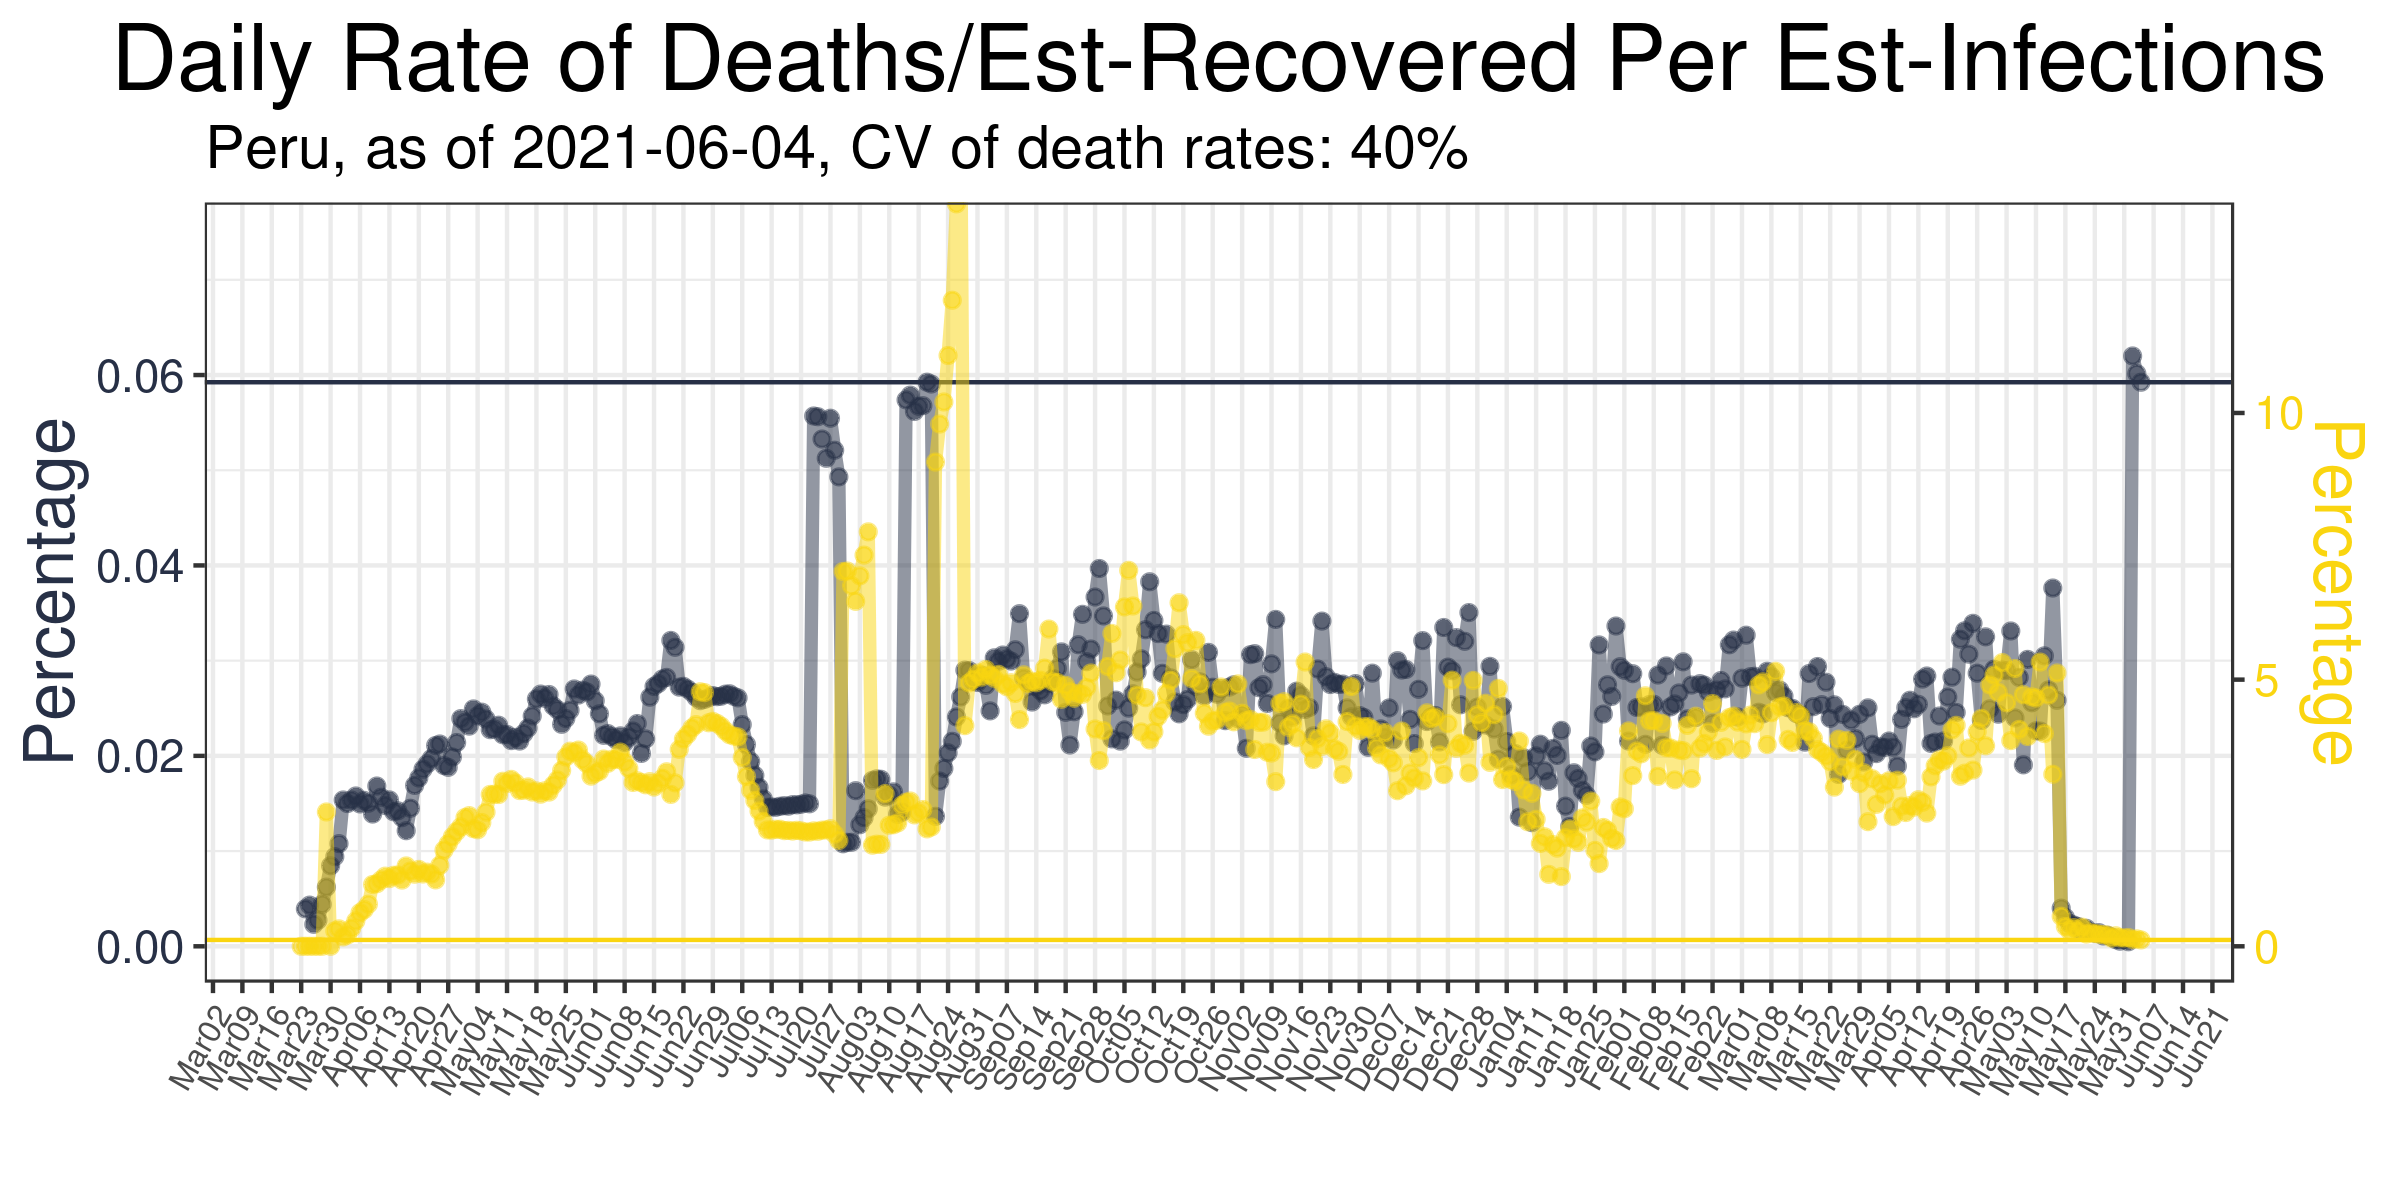 Daily Rate of Deaths/Est-Recovered Per Est-Infections
Peru, as of 2021-06-04, CV of death rates: 40%
Percentage
0.06
0.04
0.02
0.00
10
5
0
Percentage
Mar02
Mar09
Mar16
Mar23
Mar30
Apr06
Apr13
Apr20
Apr27
May04
May11
May18
May25
Jun01
Jun08
Jun15
Jun22
Jun29
Jul06
Jul13
Jul20
Jul27
Aug03
Aug10
Aug17
Aug24
Aug31
Sep07
Sep14
Sep21
Sep28
Oct05
Oct12
Oct19
Oct26
Nov02
Nov09
Nov16
Nov23
Nov30
Dec07
Dec14
Dec21
Dec28
Jan04
Jan11
Jan18
Jan25
Feb01
Feb08
Feb15
Feb22
Mar01
Mar08
Mar15
Mar22
Mar29
Apr05
Apr12
Apr19
Apr26
May03
May10
May17
May24
May31
Jun07
Jun14
Jun21